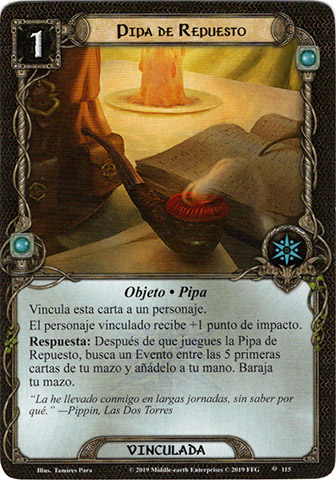 1
Pipa de Repuesto
Objeto • Pipa
Vincula esta carta a un personaje.
El personaje vinculado recibe +1 punto de impacto.
Respuesta: Después de que juegues la Pipa de
Repuesto, busca un Evento entre las 5 primeras
cartas de tu mazo y añádelo a tu mano. Baraja
tu mazo.
“La he llevado conmigo en largas jornadas, sin saber por
qué.” —Pippin, Las Dos Torres
VINCULADA
Illus. Tamires Para © 2019 Middle-earth Enterprises © 2019 FFG 115